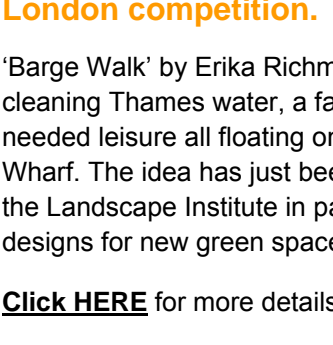 London competition.
'Barge Walk' by Erika Richm
cleaning Thames water, a fa
needed leisure all floating or
Wharf. The idea has just bee
the Landscape Institute in pa
designs for new green space
Click HERE for more details